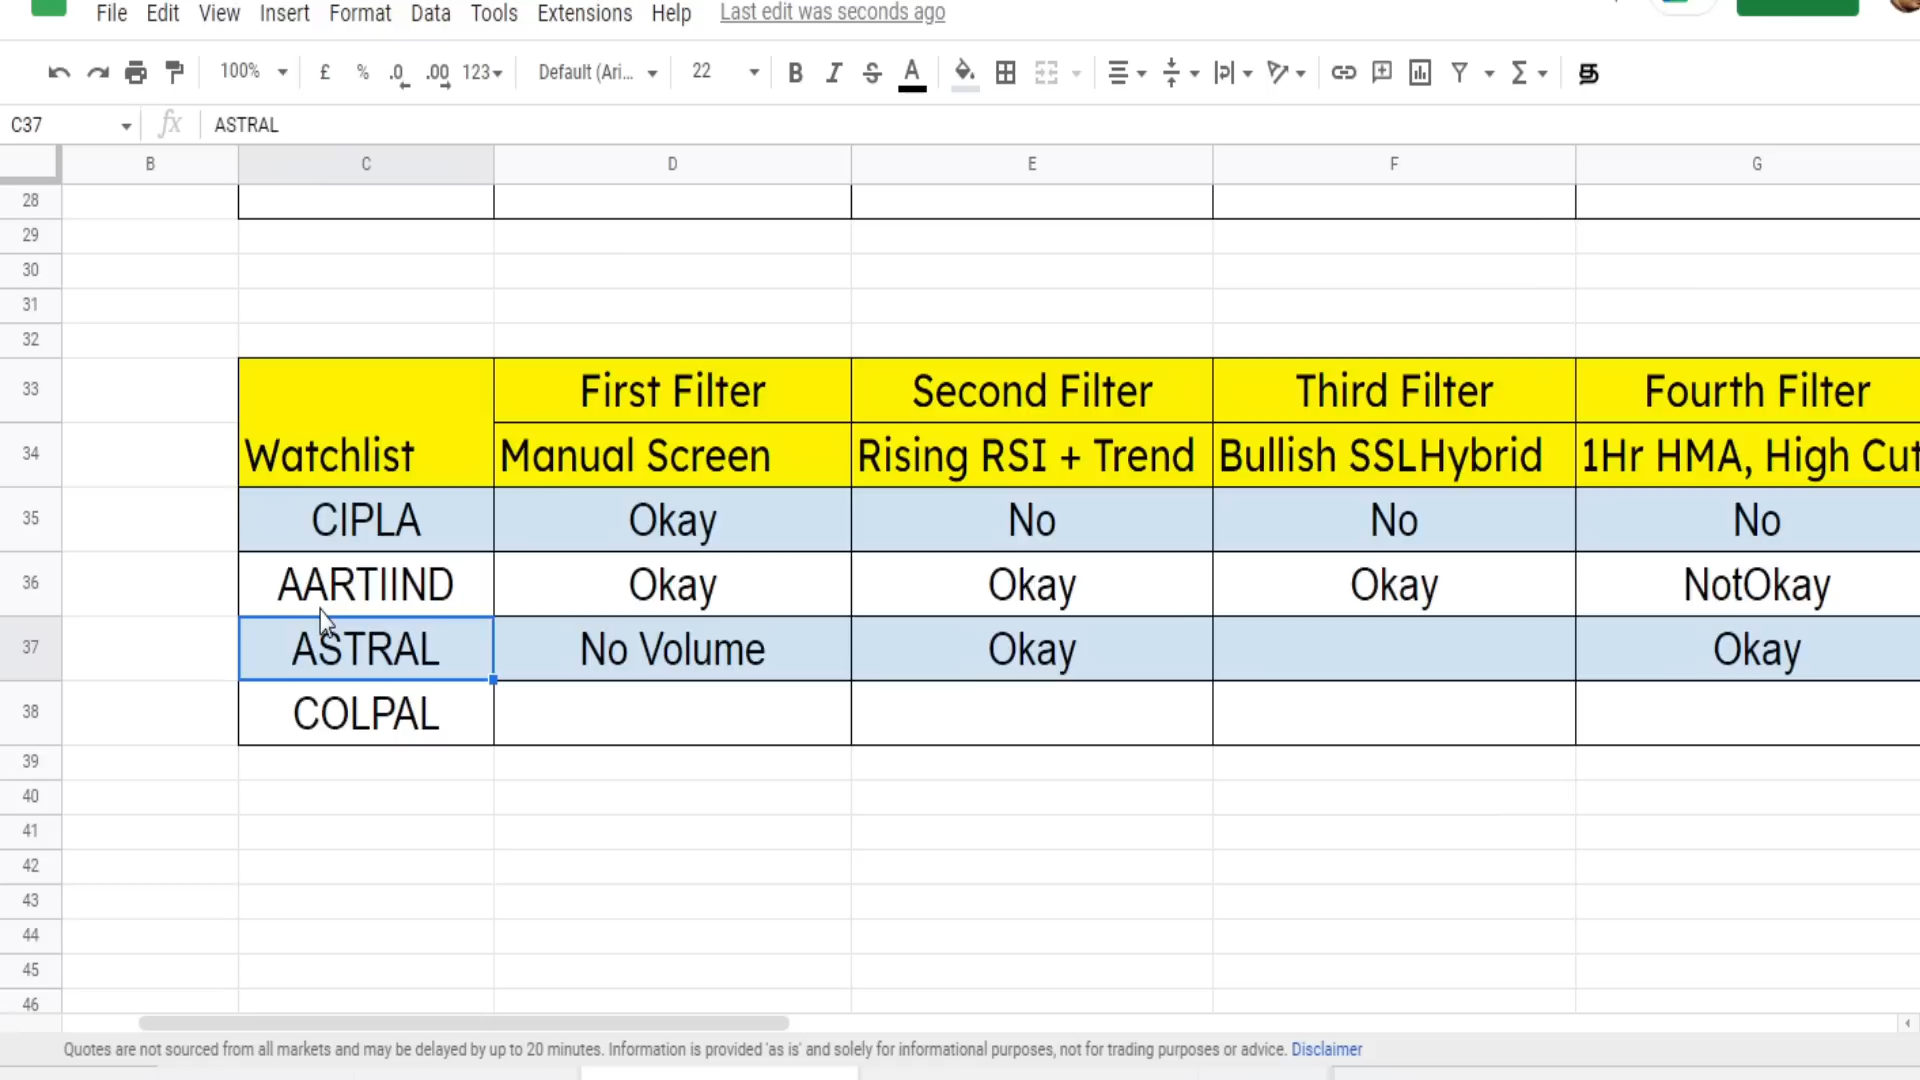 File Edit View Insert Format Data Tools Extensions Help Last edit was seconds ago
100% £ % .0 .00 123 Default (Ari... 22 B I S A
C37 fx ASTRAL
B C D E F G
28
29
30
31
32
33 First Filter Second Filter Third Filter Fourth Filter
34 Watchlist Manual Screen Rising RSI + Trend Bullish SSLHybrid 1Hr HMA, High Cut
35 CIPLA Okay No No No
36 AARTIIND Okay Okay Okay NotOkay
37 ASTRAL No Volume Okay Okay
38 COLPAL
39
40
41
42
43
44
45
46
Quotes are not sourced from all markets and may be delayed by up to 20 minutes. Information is provided 'as is' and solely for informational purposes, not for trading purposes or advice. Disclaimer